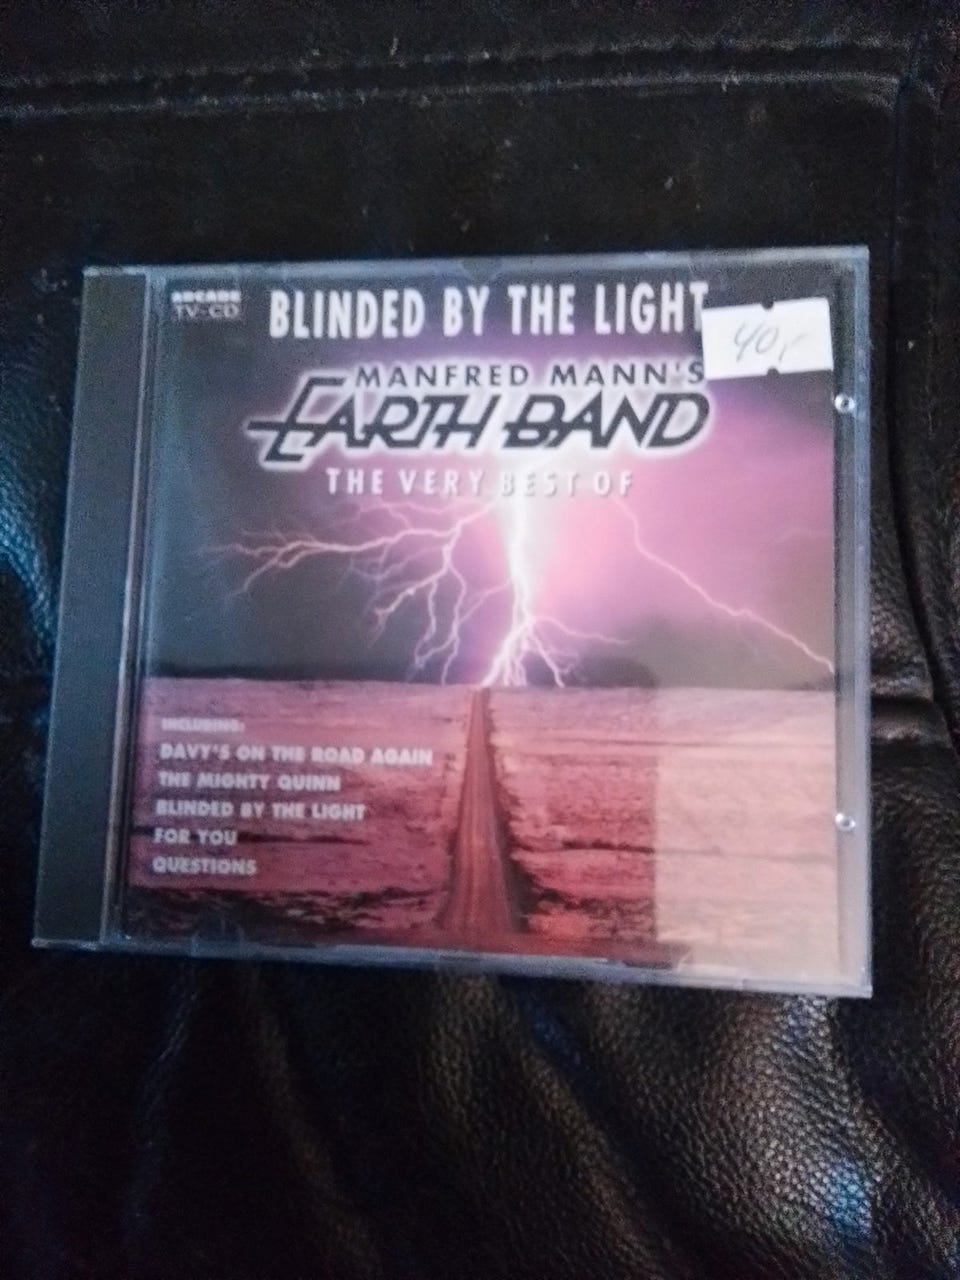 ARCADE
TV-CD
BLINDED BY THE LIGHT
40,-
MANFRED MANN'S
EARTH BAND
THE VERY BEST OF
INCLUDING:
DAVY'S ON THE ROAD AGAIN
THE MIGHTY QUINN
BLINDED BY THE LIGHT
FOR YOU
QUESTIONS